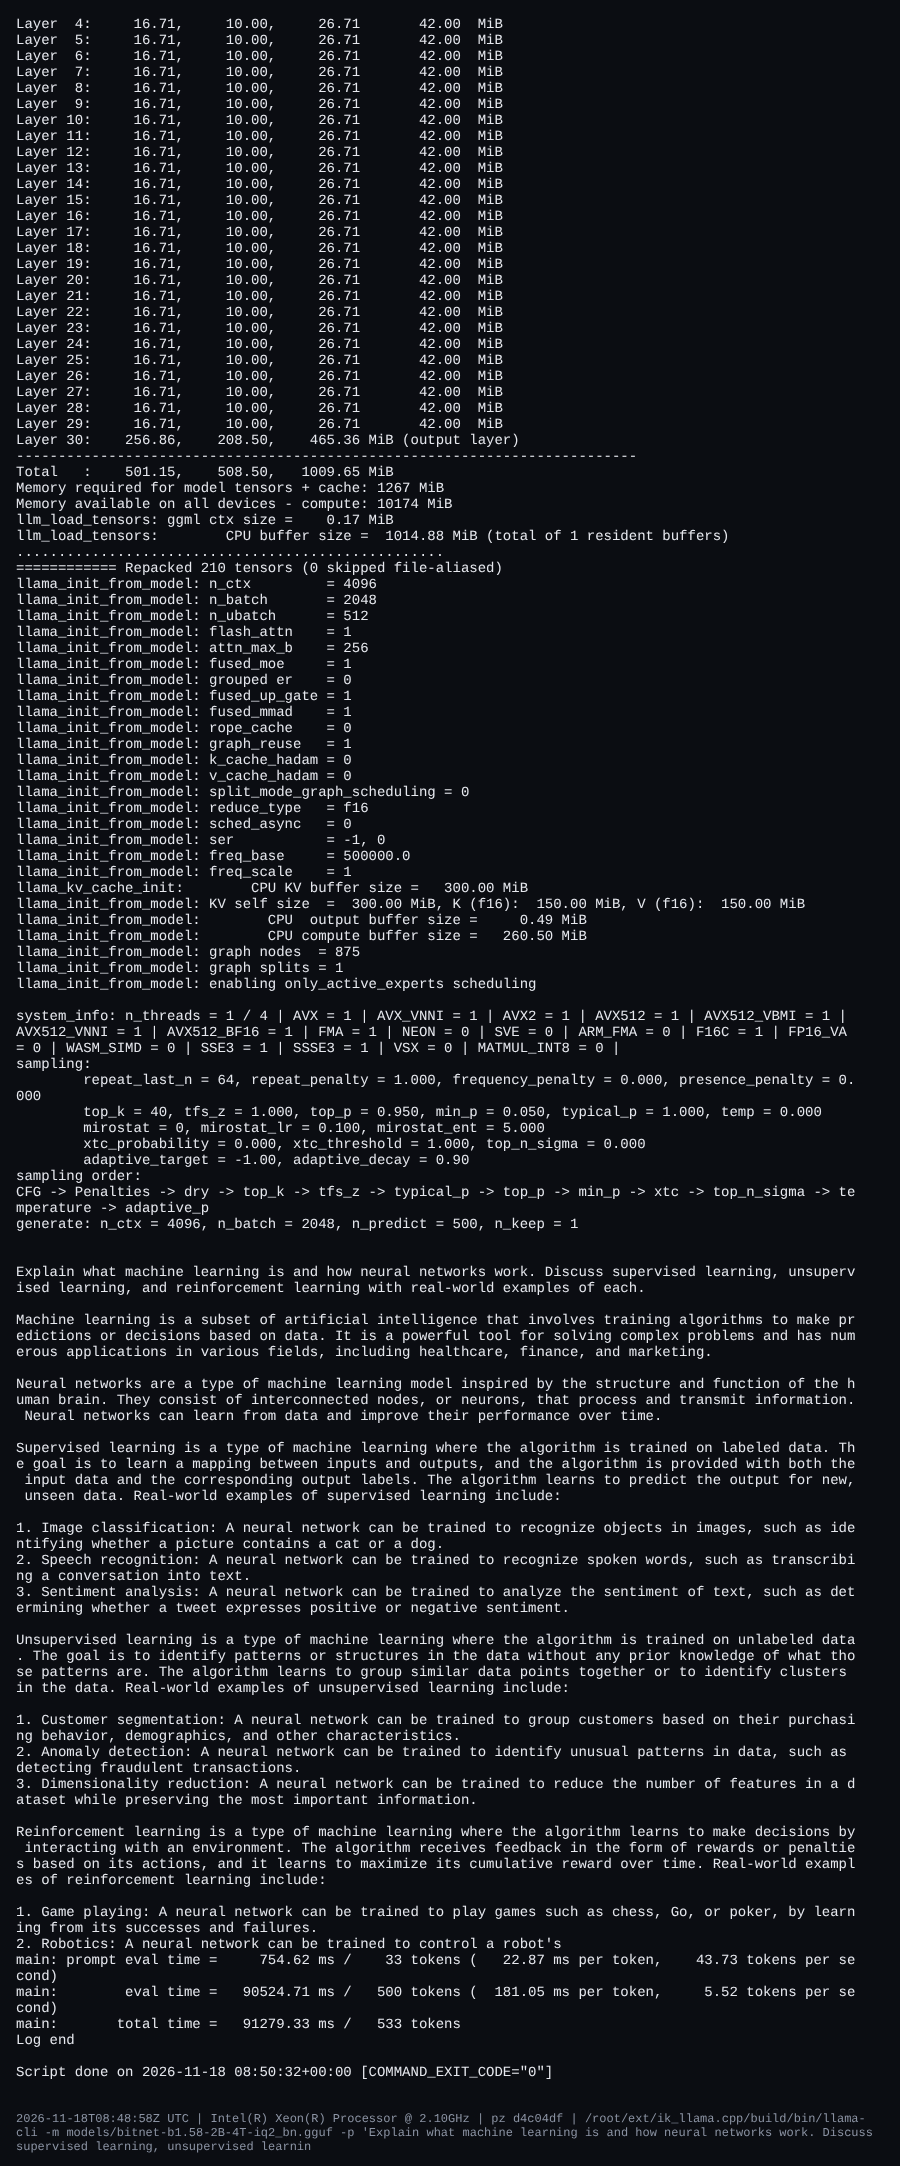 Layer  4:     16.71,     10.00,     26.71       42.00  MiB
Layer  5:     16.71,     10.00,     26.71       42.00  MiB
Layer  6:     16.71,     10.00,     26.71       42.00  MiB
Layer  7:     16.71,     10.00,     26.71       42.00  MiB
Layer  8:     16.71,     10.00,     26.71       42.00  MiB
Layer  9:     16.71,     10.00,     26.71       42.00  MiB
Layer 10:     16.71,     10.00,     26.71       42.00  MiB
Layer 11:     16.71,     10.00,     26.71       42.00  MiB
Layer 12:     16.71,     10.00,     26.71       42.00  MiB
Layer 13:     16.71,     10.00,     26.71       42.00  MiB
Layer 14:     16.71,     10.00,     26.71       42.00  MiB
Layer 15:     16.71,     10.00,     26.71       42.00  MiB
Layer 16:     16.71,     10.00,     26.71       42.00  MiB
Layer 17:     16.71,     10.00,     26.71       42.00  MiB
Layer 18:     16.71,     10.00,     26.71       42.00  MiB
Layer 19:     16.71,     10.00,     26.71       42.00  MiB
Layer 20:     16.71,     10.00,     26.71       42.00  MiB
Layer 21:     16.71,     10.00,     26.71       42.00  MiB
Layer 22:     16.71,     10.00,     26.71       42.00  MiB
Layer 23:     16.71,     10.00,     26.71       42.00  MiB
Layer 24:     16.71,     10.00,     26.71       42.00  MiB
Layer 25:     16.71,     10.00,     26.71       42.00  MiB
Layer 26:     16.71,     10.00,     26.71       42.00  MiB
Layer 27:     16.71,     10.00,     26.71       42.00  MiB
Layer 28:     16.71,     10.00,     26.71       42.00  MiB
Layer 29:     16.71,     10.00,     26.71       42.00  MiB
Layer 30:    256.86,    208.50,    465.36 MiB (output layer)
--------------------------------------------------------------------------
Total   :    501.15,    508.50,   1009.65 MiB
Memory required for model tensors + cache: 1267 MiB
Memory available on all devices - compute: 10174 MiB
llm_load_tensors: ggml ctx size =    0.17 MiB
llm_load_tensors:        CPU buffer size =  1014.88 MiB (total of 1 resident buffers)
...................................................
============ Repacked 210 tensors (0 skipped file-aliased)
llama_init_from_model: n_ctx         = 4096
llama_init_from_model: n_batch       = 2048
llama_init_from_model: n_ubatch      = 512
llama_init_from_model: flash_attn    = 1
llama_init_from_model: attn_max_b    = 256
llama_init_from_model: fused_moe     = 1
llama_init_from_model: grouped er    = 0
llama_init_from_model: fused_up_gate = 1
llama_init_from_model: fused_mmad    = 1
llama_init_from_model: rope_cache    = 0
llama_init_from_model: graph_reuse   = 1
llama_init_from_model: k_cache_hadam = 0
llama_init_from_model: v_cache_hadam = 0
llama_init_from_model: split_mode_graph_scheduling = 0
llama_init_from_model: reduce_type   = f16
llama_init_from_model: sched_async   = 0
llama_init_from_model: ser           = -1, 0
llama_init_from_model: freq_base     = 500000.0
llama_init_from_model: freq_scale    = 1
llama_kv_cache_init:        CPU KV buffer size =   300.00 MiB
llama_init_from_model: KV self size  =  300.00 MiB, K (f16):  150.00 MiB, V (f16):  150.00 MiB
llama_init_from_model:        CPU  output buffer size =     0.49 MiB
llama_init_from_model:        CPU compute buffer size =   260.50 MiB
llama_init_from_model: graph nodes  = 875
llama_init_from_model: graph splits = 1
llama_init_from_model: enabling only_active_experts scheduling

system_info: n_threads = 1 / 4 | AVX = 1 | AVX_VNNI = 1 | AVX2 = 1 | AVX512 = 1 | AVX512_VBMI = 1 |
AVX512_VNNI = 1 | AVX512_BF16 = 1 | FMA = 1 | NEON = 0 | SVE = 0 | ARM_FMA = 0 | F16C = 1 | FP16_VA
= 0 | WASM_SIMD = 0 | SSE3 = 1 | SSSE3 = 1 | VSX = 0 | MATMUL_INT8 = 0 |
sampling:
        repeat_last_n = 64, repeat_penalty = 1.000, frequency_penalty = 0.000, presence_penalty = 0.
000
        top_k = 40, tfs_z = 1.000, top_p = 0.950, min_p = 0.050, typical_p = 1.000, temp = 0.000
        mirostat = 0, mirostat_lr = 0.100, mirostat_ent = 5.000
        xtc_probability = 0.000, xtc_threshold = 1.000, top_n_sigma = 0.000
        adaptive_target = -1.00, adaptive_decay = 0.90
sampling order:
CFG -> Penalties -> dry -> top_k -> tfs_z -> typical_p -> top_p -> min_p -> xtc -> top_n_sigma -> te
mperature -> adaptive_p
generate: n_ctx = 4096, n_batch = 2048, n_predict = 500, n_keep = 1

Explain what machine learning is and how neural networks work. Discuss supervised learning, unsuperv
ised learning, and reinforcement learning with real-world examples of each.

Machine learning is a subset of artificial intelligence that involves training algorithms to make pr
edictions or decisions based on data. It is a powerful tool for solving complex problems and has num
erous applications in various fields, including healthcare, finance, and marketing.

Neural networks are a type of machine learning model inspired by the structure and function of the h
uman brain. They consist of interconnected nodes, or neurons, that process and transmit information.
 Neural networks can learn from data and improve their performance over time.

Supervised learning is a type of machine learning where the algorithm is trained on labeled data. Th
e goal is to learn a mapping between inputs and outputs, and the algorithm is provided with both the
 input data and the corresponding output labels. The algorithm learns to predict the output for new,
 unseen data. Real-world examples of supervised learning include:

1. Image classification: A neural network can be trained to recognize objects in images, such as ide
ntifying whether a picture contains a cat or a dog.
2. Speech recognition: A neural network can be trained to recognize spoken words, such as transcribi
ng a conversation into text.
3. Sentiment analysis: A neural network can be trained to analyze the sentiment of text, such as det
ermining whether a tweet expresses positive or negative sentiment.

Unsupervised learning is a type of machine learning where the algorithm is trained on unlabeled data
. The goal is to identify patterns or structures in the data without any prior knowledge of what tho
se patterns are. The algorithm learns to group similar data points together or to identify clusters
in the data. Real-world examples of unsupervised learning include:

1. Customer segmentation: A neural network can be trained to group customers based on their purchasi
ng behavior, demographics, and other characteristics.
2. Anomaly detection: A neural network can be trained to identify unusual patterns in data, such as
detecting fraudulent transactions.
3. Dimensionality reduction: A neural network can be trained to reduce the number of features in a d
ataset while preserving the most important information.

Reinforcement learning is a type of machine learning where the algorithm learns to make decisions by
 interacting with an environment. The algorithm receives feedback in the form of rewards or penaltie
s based on its actions, and it learns to maximize its cumulative reward over time. Real-world exampl
es of reinforcement learning include:

1. Game playing: A neural network can be trained to play games such as chess, Go, or poker, by learn
ing from its successes and failures.
2. Robotics: A neural network can be trained to control a robot's
main: prompt eval time =     754.62 ms /    33 tokens (   22.87 ms per token,    43.73 tokens per se
cond)
main:        eval time =   90524.71 ms /   500 tokens (  181.05 ms per token,     5.52 tokens per se
cond)
main:       total time =   91279.33 ms /   533 tokens
Log end

Script done on 2026-11-18 08:50:32+00:00 [COMMAND_EXIT_CODE="0"]

2026-11-18T08:48:58Z UTC | Intel(R) Xeon(R) Processor @ 2.10GHz | pz d4c04df | /root/ext/ik_llama.cpp/build/bin/llama-
cli -m models/bitnet-b1.58-2B-4T-iq2_bn.gguf -p 'Explain what machine learning is and how neural networks work. Discuss
supervised learning, unsupervised learnin